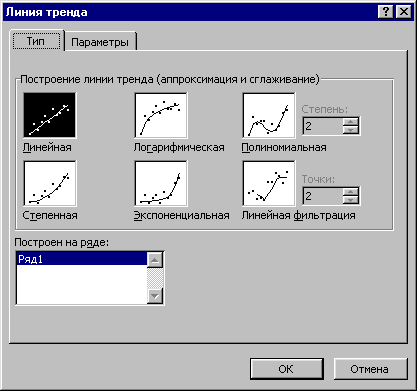 Линия тренда
Тип
Параметры
Построение линии тренда (аппроксимация и сглаживание)
Линейная
Логарифмическая
Полиномиальная
Степень:
2
Степенная
Экспоненциальная
Линейная фильтрация
Точки:
2
Построен на ряде:
Ряд1
OK
Отмена